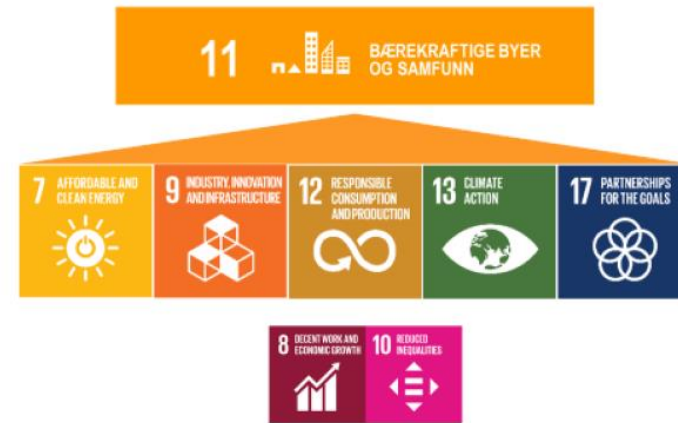 11 BÆREKRAFTIGE BYER
OG SAMFUNN
7 AFFORDABLE AND
CLEAN ENERGY
9 INDUSTRY, INNOVATION
AND INFRASTRUCTURE
12 RESPONSIBLE
CONSUMPTION
AND PRODUCTION
13 CLIMATE
ACTION
17 PARTNERSHIPS
FOR THE GOALS
8 DECENT WORK AND
ECONOMIC GROWTH
10 REDUCED
INEQUALITIES